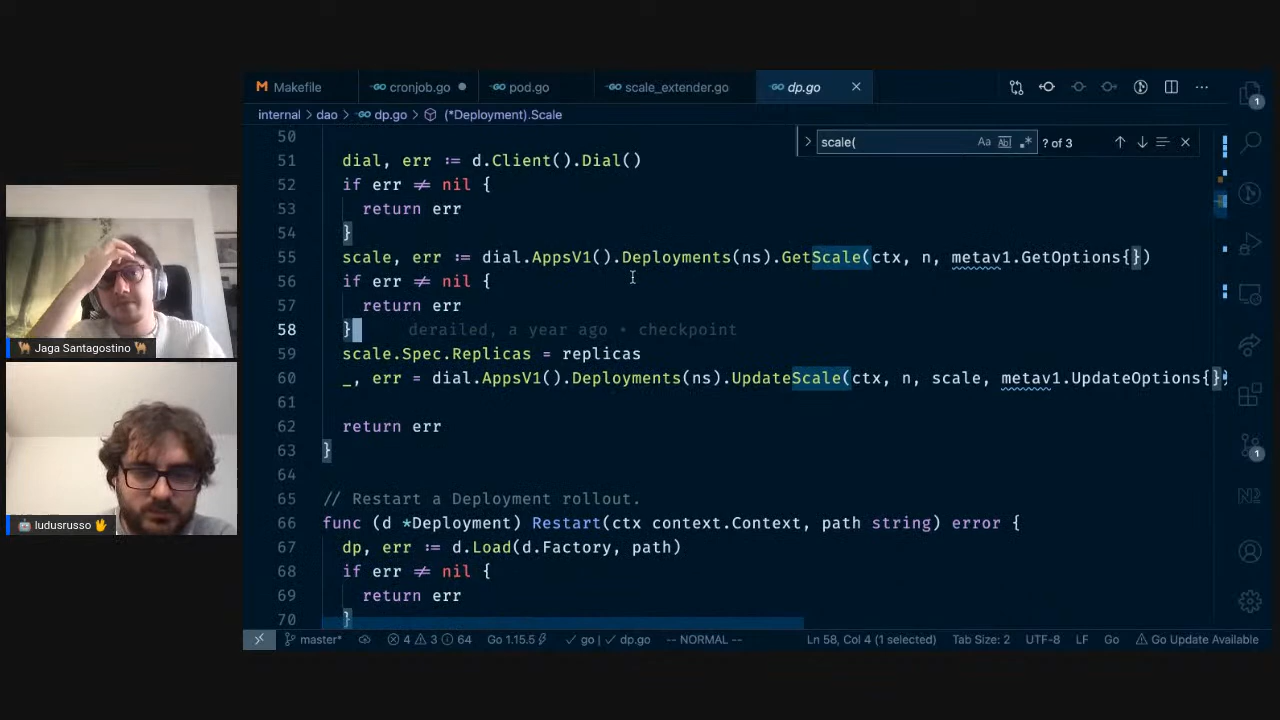 Makefile
cronjob.go
pod.go
scale_extender.go
dp.go
internal > dao > dp.go > (*Deployment).Scale
scale(
Aa Ab .* ? of 3
50
51 dial, err := d.Client().Dial()
52 if err ≠ nil {
53 return err
54 }
55 scale, err := dial.AppsV1().Deployments(ns).GetScale(ctx, n, metav1.GetOptions{})
56 if err ≠ nil {
57 return err
58 } derailed, a year ago • checkpoint
59 scale.Spec.Replicas = replicas
60 _, err = dial.AppsV1().Deployments(ns).UpdateScale(ctx, n, scale, metav1.UpdateOptions{})
61
62 return err
63 }
64
65 // Restart a Deployment rollout.
66 func (d *Deployment) Restart(ctx context.Context, path string) error {
67 dp, err := d.Load(d.Factory, path)
68 if err ≠ nil {
69 return err
70 }
1
1
N2
🐪 Jaga Santagostino 🐪
🤖 ludusrusso 🖖
master* 4 3 64 Go 1.15.5 ✓ go | ✓ dp.go -- NORMAL -- Ln 58, Col 4 (1 selected) Tab Size: 2 UTF-8 LF Go Go Update Available